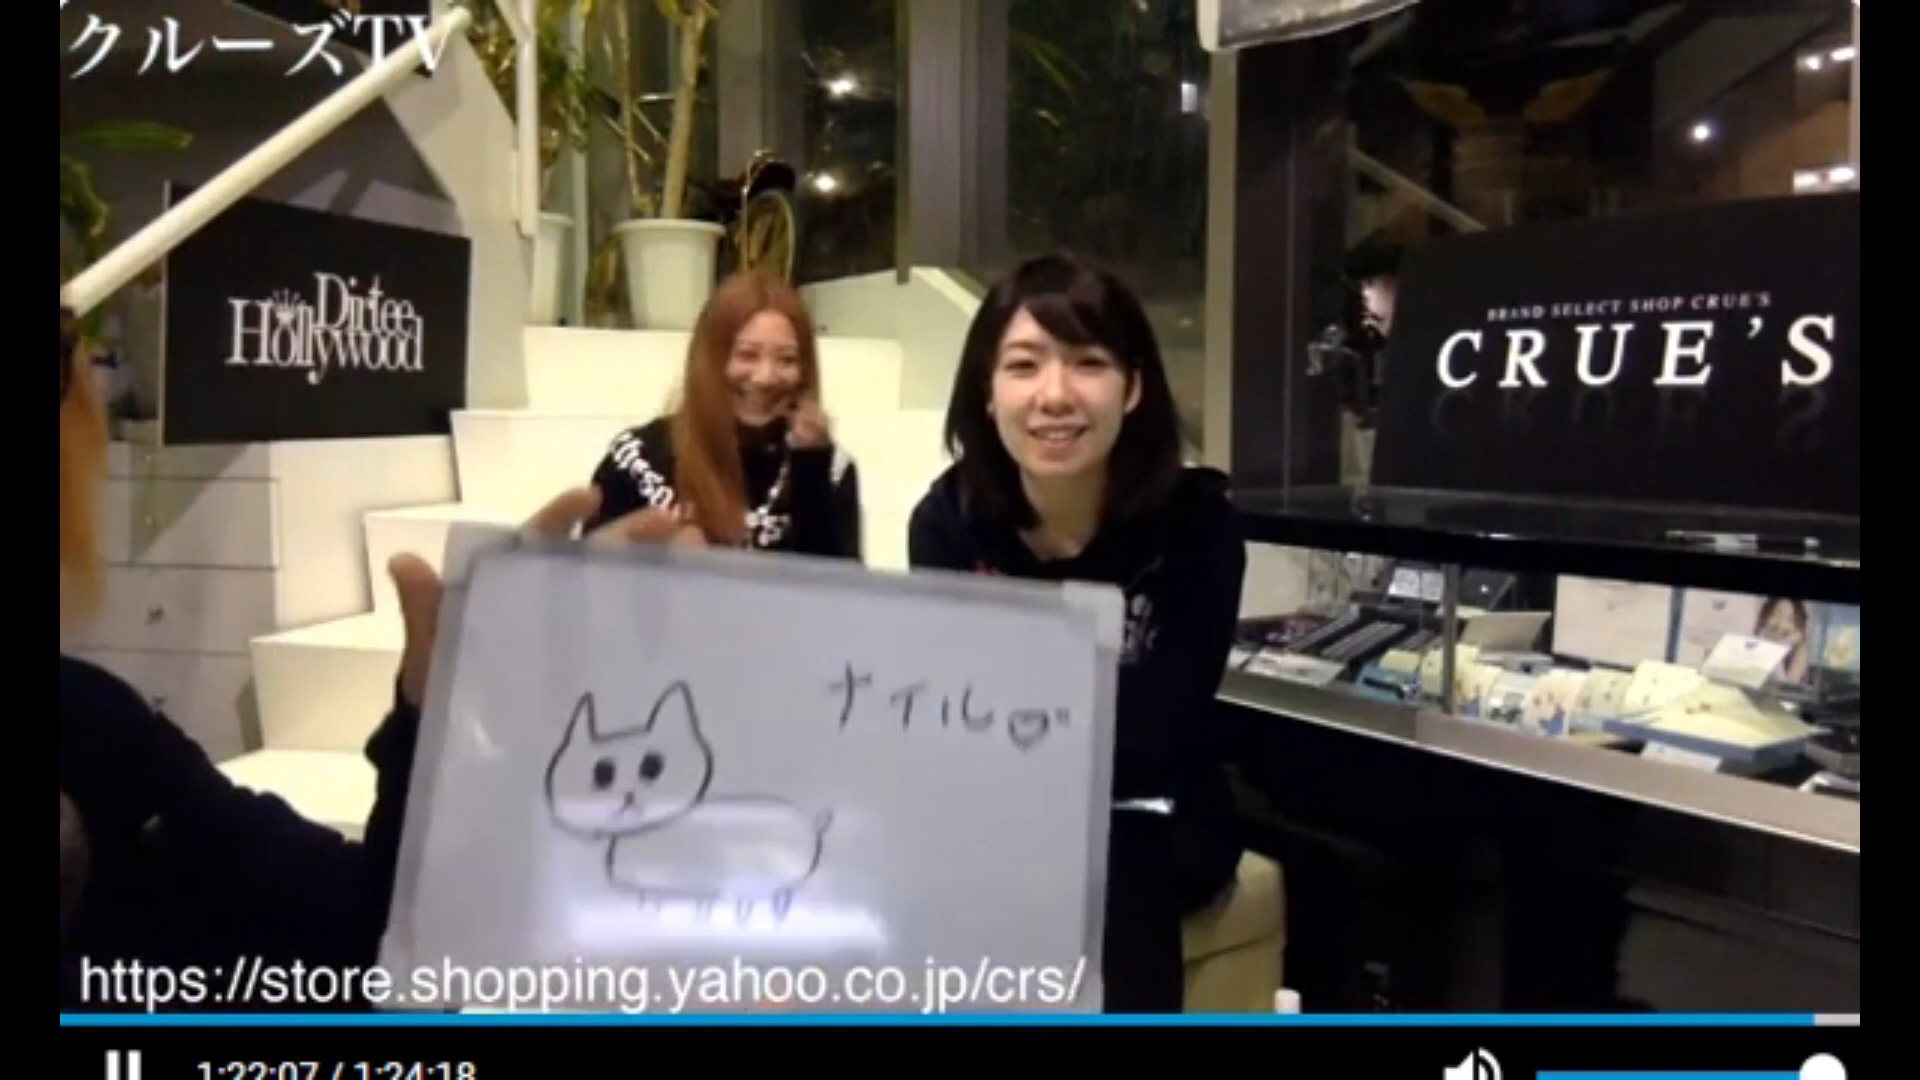 クルーズTV
Dirtee
Hollywood
BRAND SELECT SHOP CRUE'S
CRUE'S
ナイル♡"
https://store.shopping.yahoo.co.jp/crs/
1:22:07 / 1:24:18